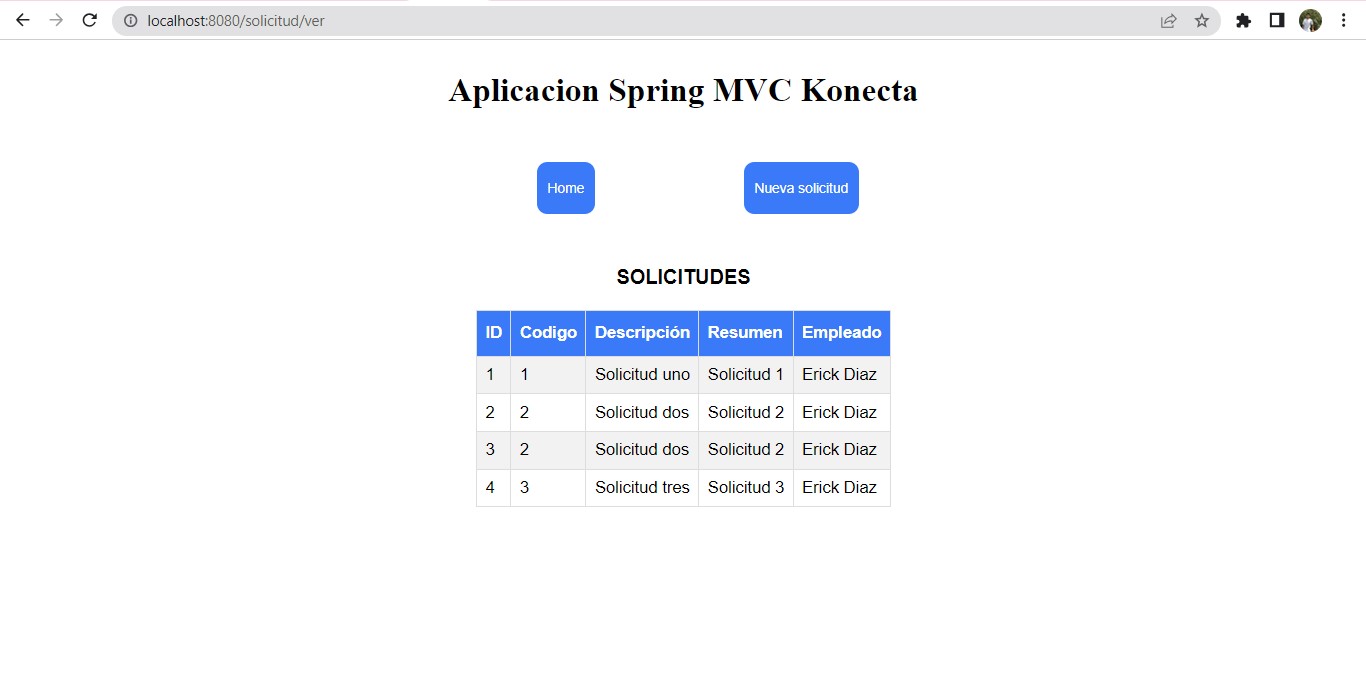 localhost:8080/solicitud/ver
Aplicacion Spring MVC Konecta
Home Nueva solicitud
SOLICITUDES
ID Codigo Descripción Resumen Empleado
1 1 Solicitud uno Solicitud 1 Erick Diaz
2 2 Solicitud dos Solicitud 2 Erick Diaz
3 2 Solicitud dos Solicitud 2 Erick Diaz
4 3 Solicitud tres Solicitud 3 Erick Diaz